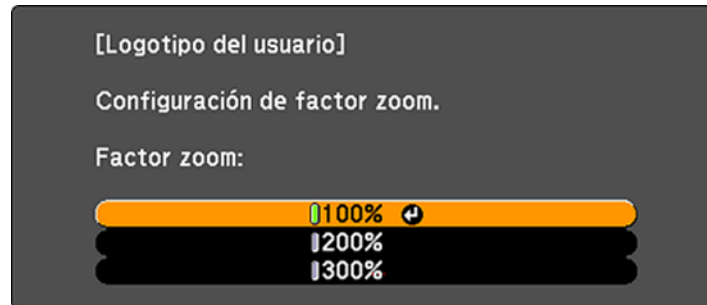 [Logotipo del usuario]
Configuración de factor zoom.
Factor zoom:
100%
200%
300%